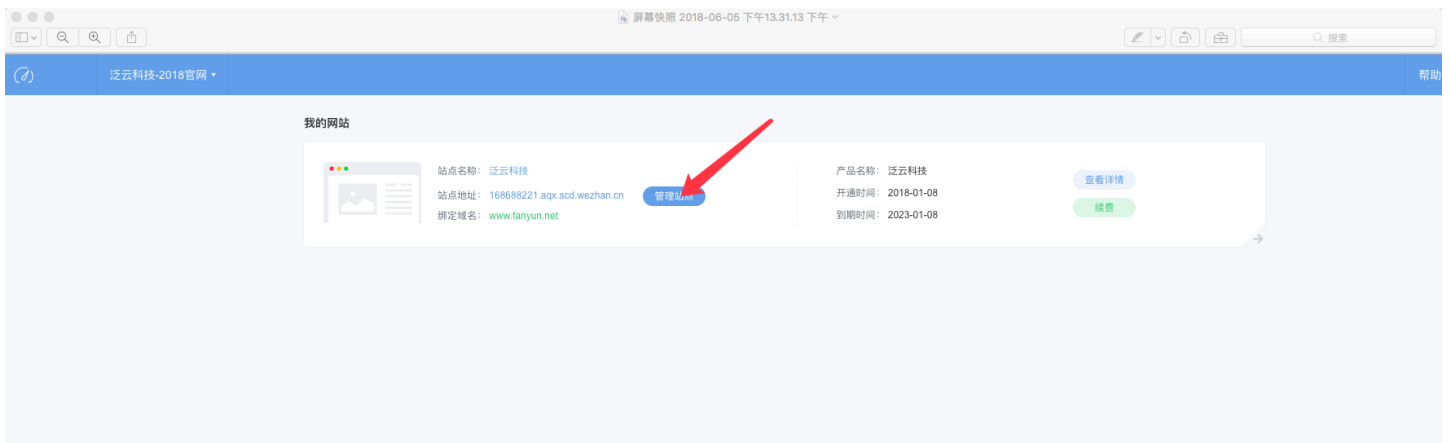 屏幕快照 2018-06-05 下午13.31.13 下午
搜索
泛云科技-2018官网
帮助
我的网站
站点名称： 泛云科技
站点地址： 168688221.aqx.scd.wezhan.cn 管理站点
绑定域名： www.fanyun.net
产品名称： 泛云科技
开通时间： 2018-01-08
到期时间： 2023-01-08
查看详情
续费